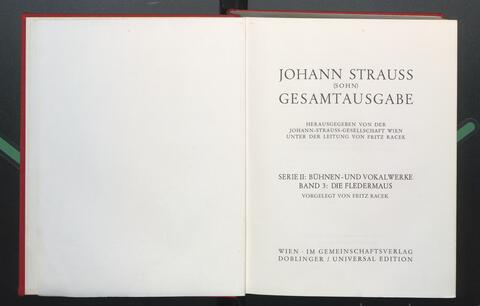 JOHANN STRAUSS
(SOHN)
GESAMTAUSGABE
HERAUSGEGEBEN VON DER
JOHANN-STRAUSS-GESELLSCHAFT WIEN
UNTER DER LEITUNG VON FRITZ RACEK
SERIE II: BÜHNEN- UND VOKALWERKE
BAND 3: DIE FLEDERMAUS
VORGELEGT VON FRITZ RACEK
WIEN · IM GEMEINSCHAFTSVERLAG
DOBLINGER / UNIVERSAL EDITION